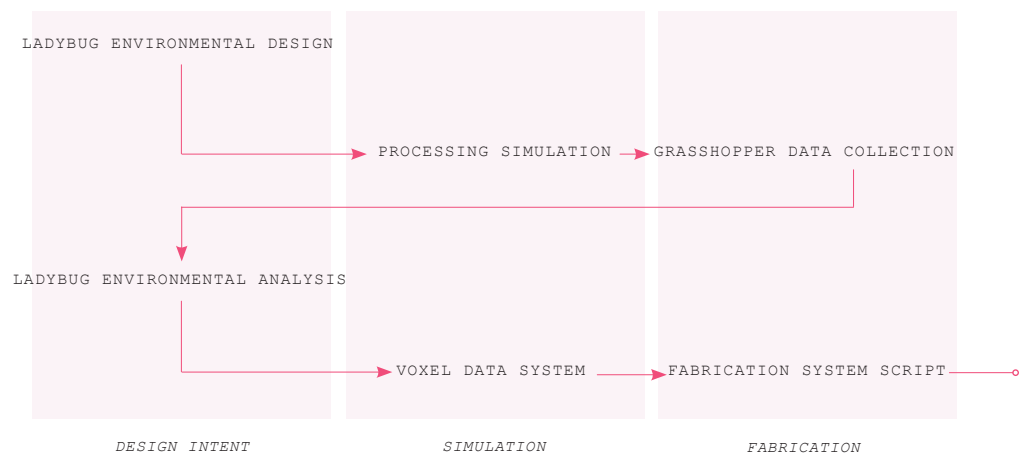 LADYBUG ENVIRONMENTAL DESIGN
PROCESSING SIMULATION
GRASSHOPPER DATA COLLECTION
LADYBUG ENVIRONMENTAL ANALYSIS
VOXEL DATA SYSTEM
FABRICATION SYSTEM SCRIPT
DESIGN INTENT
SIMULATION
FABRICATION